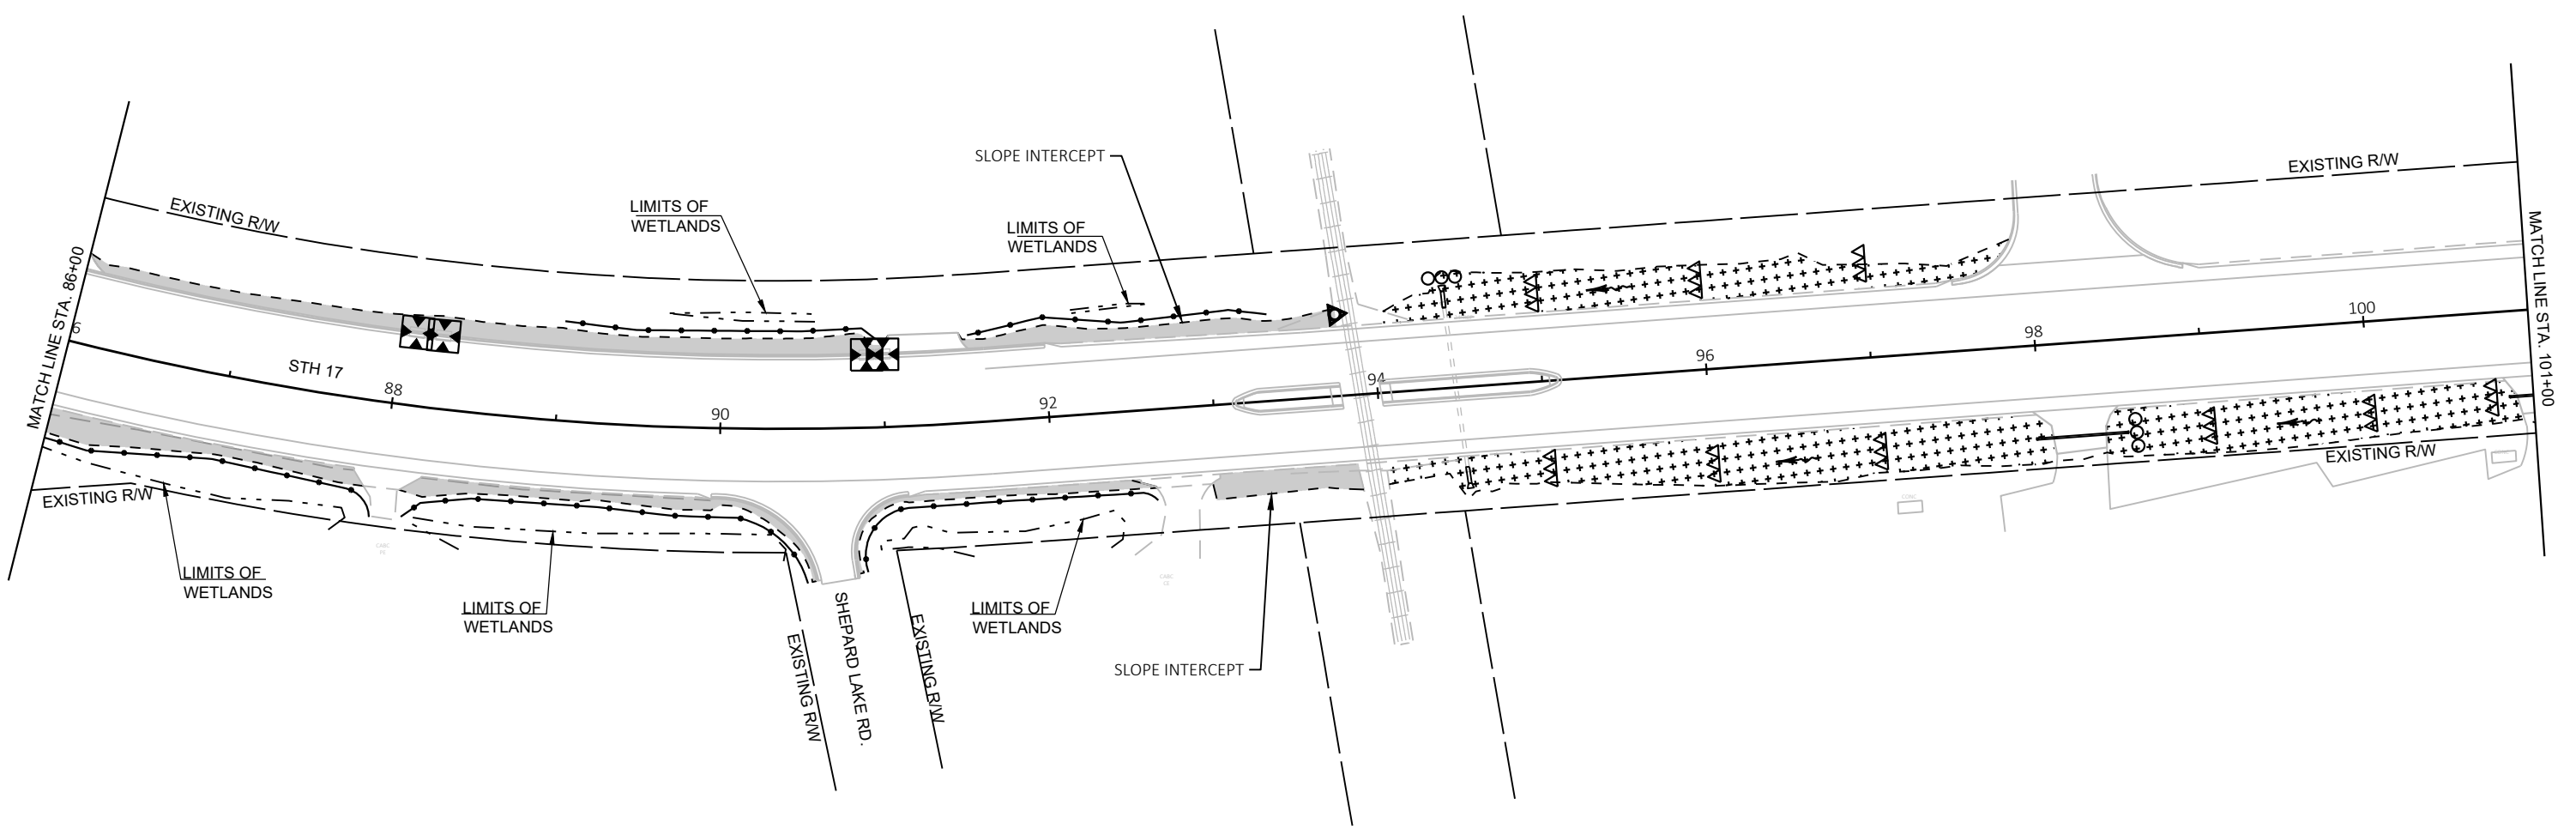 SLOPE INTERCEPT
EXISTING R/W
EXISTING R/W
LIMITS OF
WETLANDS
LIMITS OF
WETLANDS
MATCH LINE STA. 86+00
MATCH LINE STA. 101+00
6
STH 17
88
90
92
94
96
98
100
EXISTING R/W
EXISTING R/W
LIMITS OF
WETLANDS
LIMITS OF
WETLANDS
LIMITS OF
WETLANDS
EXISTING R/W
SHEPARD LAKE RD.
EXISTING R/W
SLOPE INTERCEPT